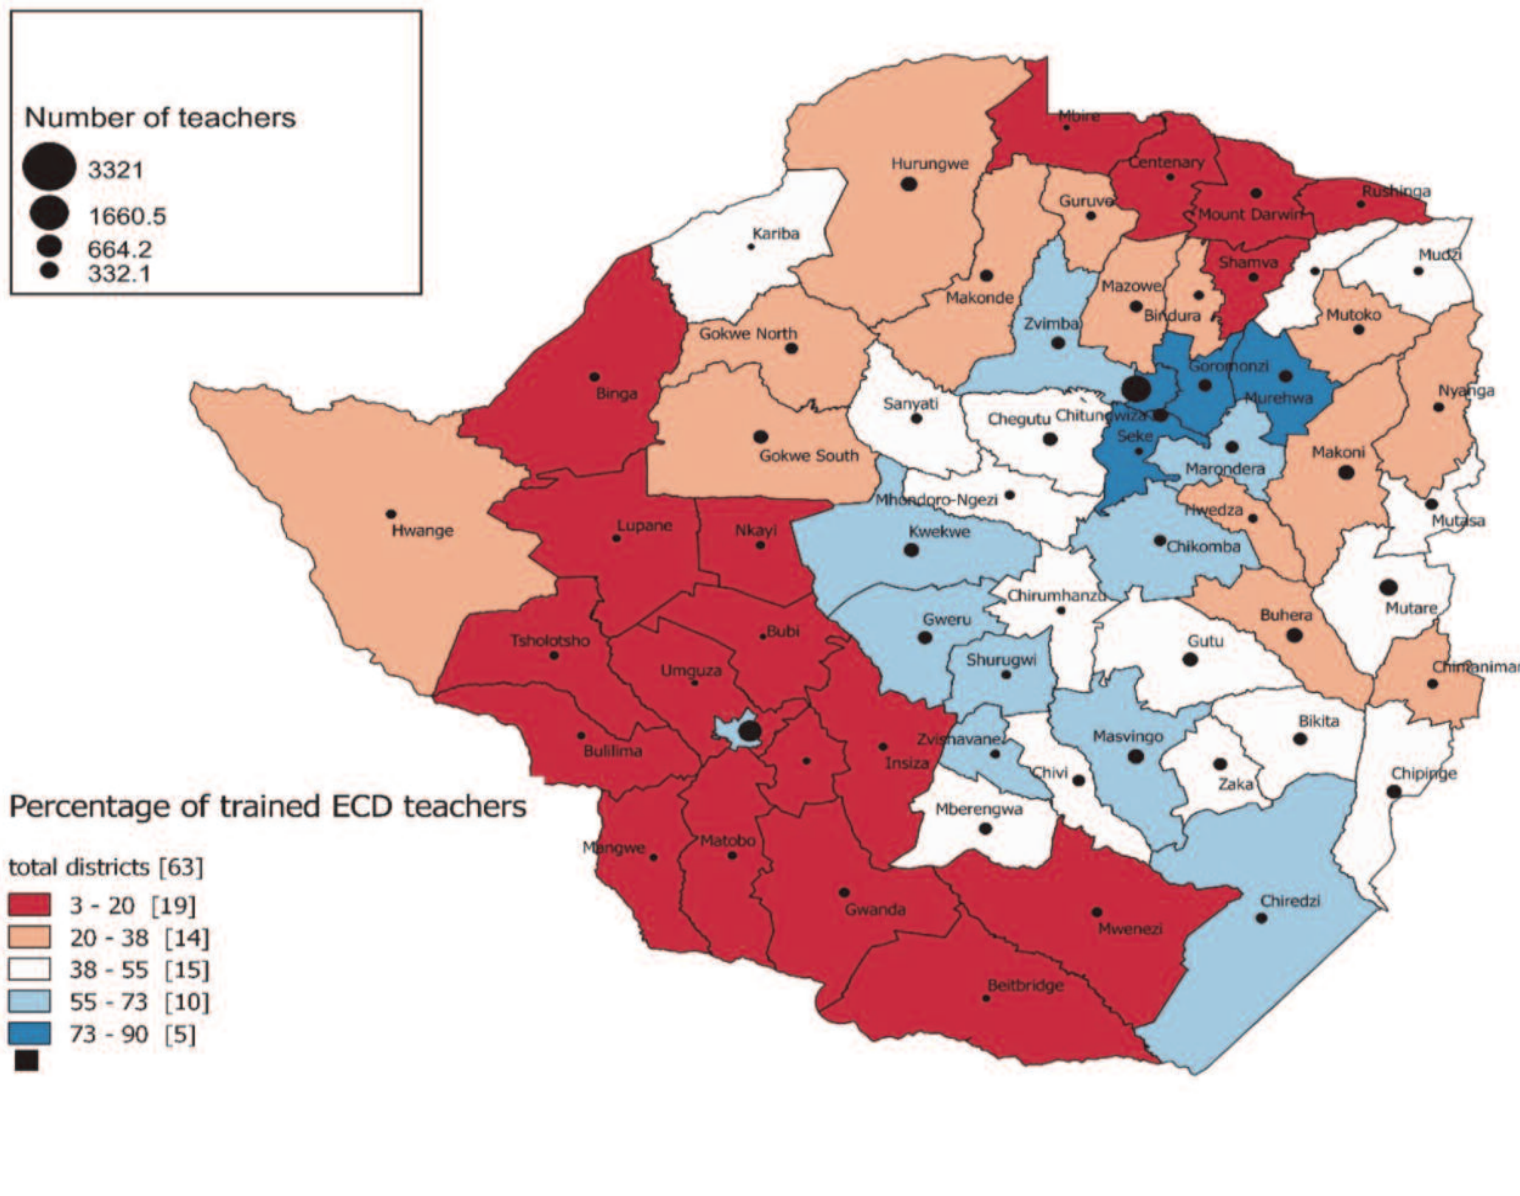 Number of teachers
3321
1660.5
664.2
332.1
Mbire
Hurungwe
Centenary
Rushinga
Guruve
Mount Darwin
Kariba
Mudzi
Shamva
Mazowe
Makonde
Bindura
Mutoko
Zvimba
Gokwe North
Goromonzi
Binga
Nyanga
Murehwa
Sanyati
Chegutu
Chitungwiza
Seke
Gokwe South
Makoni
Marondera
Mhondoro-Ngezi
Hwedza
Mutasa
Hwange
Lupane
Nkayi
Kwekwe
Chikomba
Chirumhanzu
Mutare
Buhera
Gweru
Bubi
Tsholotsho
Gutu
Shurugwi
Umguza
Chimanimar
Bikita
Masvingo
Zvishavane
Bulilima
Insiza
Chivi
Chipinge
Zaka
Mberengwa
Mangwe
Matobo
Gwanda
Chiredzi
Mwenezi
Beitbridge
Percentage of trained ECD teachers
total districts [63]
3 - 20 [19]
20 - 38 [14]
38 - 55 [15]
55 - 73 [10]
73 - 90 [5]